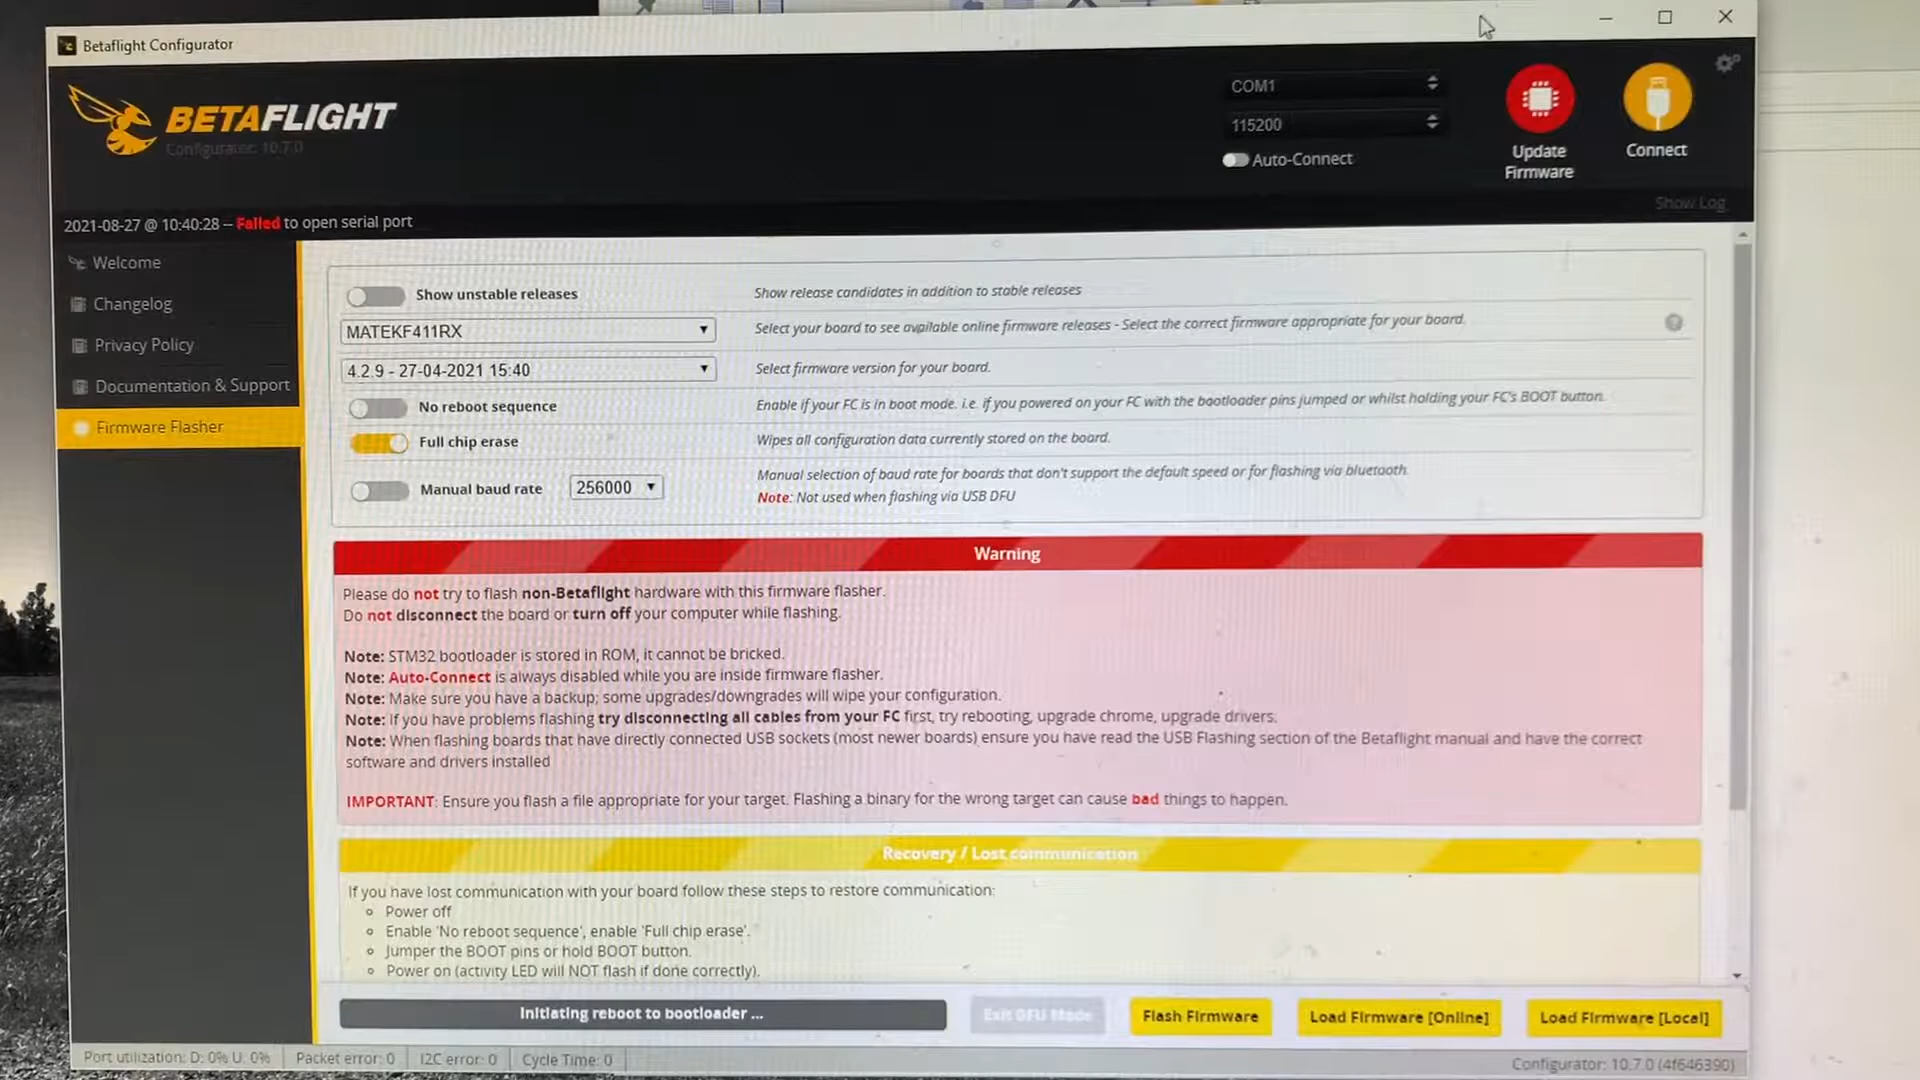 Betaflight Configurator
BETAFLIGHT
Configurator: 10.7.0
COM1
115200
Auto-Connect
Update
Firmware
Connect
Show Log
2021-08-27 @ 10:40:28 -- Failed to open serial port
Welcome
Changelog
Privacy Policy
Documentation & Support
Firmware Flasher
Show unstable releases
Show release candidates in addition to stable releases
MATEKF411RX
Select your board to see available online firmware releases - Select the correct firmware appropriate for your board.
4.2.9 - 27-04-2021 15:40
Select firmware version for your board.
No reboot sequence
Enable if your FC is in boot mode. i.e. if you powered on your FC with the bootloader pins jumped or whilst holding your FC's BOOT button.
Full chip erase
Wipes all configuration data currently stored on the board.
Manual baud rate
256000
Manual selection of baud rate for boards that don't support the default speed or for flashing via bluetooth.
Note: Not used when flashing via USB DFU
Warning
Please do not try to flash non-Betaflight hardware with this firmware flasher.
Do not disconnect the board or turn off your computer while flashing.
Note: STM32 bootloader is stored in ROM, it cannot be bricked.
Note: Auto-Connect is always disabled while you are inside firmware flasher.
Note: Make sure you have a backup; some upgrades/downgrades will wipe your configuration.
Note: If you have problems flashing try disconnecting all cables from your FC first, try rebooting, upgrade chrome, upgrade drivers.
Note: When flashing boards that have directly connected USB sockets (most newer boards) ensure you have read the USB Flashing section of the Betaflight manual and have the correct
software and drivers installed
IMPORTANT: Ensure you flash a file appropriate for your target. Flashing a binary for the wrong target can cause bad things to happen.
Recovery / Lost communication
If you have lost communication with your board follow these steps to restore communication:
Power off
Enable 'No reboot sequence', enable 'Full chip erase'.
Jumper the BOOT pins or hold BOOT button.
Power on (activity LED will NOT flash if done correctly).
Initiating reboot to bootloader ...
Exit DFU Mode
Flash Firmware
Load Firmware [Online]
Load Firmware [Local]
Port utilization: D: 0% U: 0%
Packet error: 0
I2C error: 0
Cycle Time: 0
Configurator: 10.7.0 (4f646390)